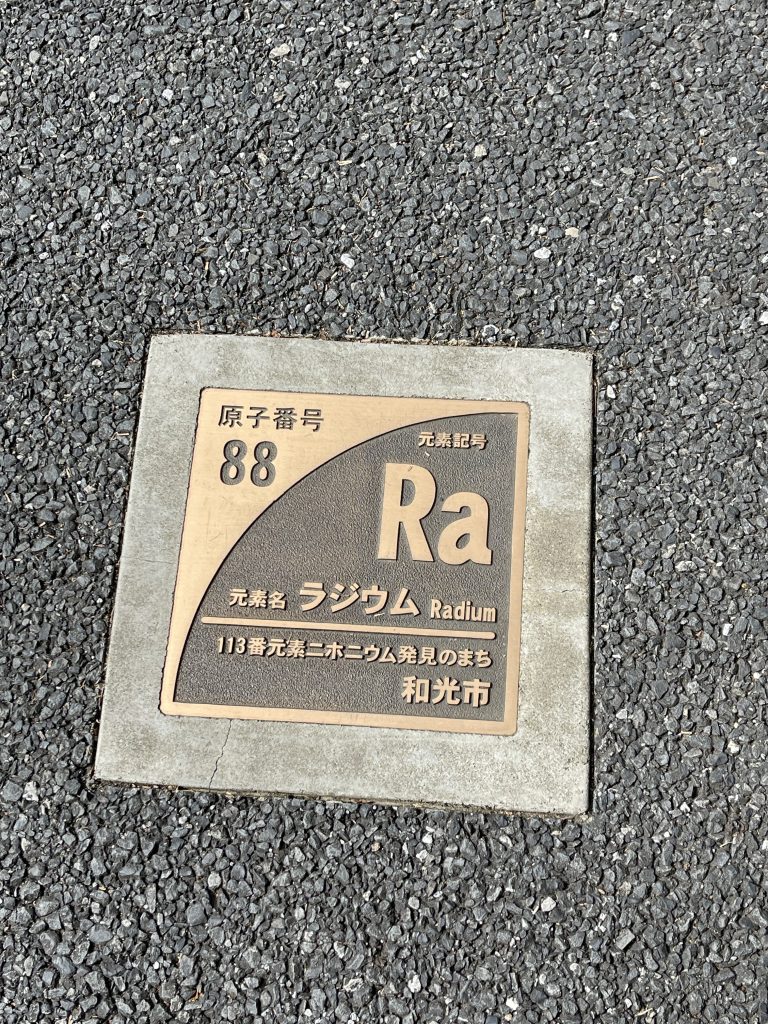 原子番号
88
元素記号
Ra
元素名 ラジウム Radium
113番元素ニホニウム発見のまち
和光市